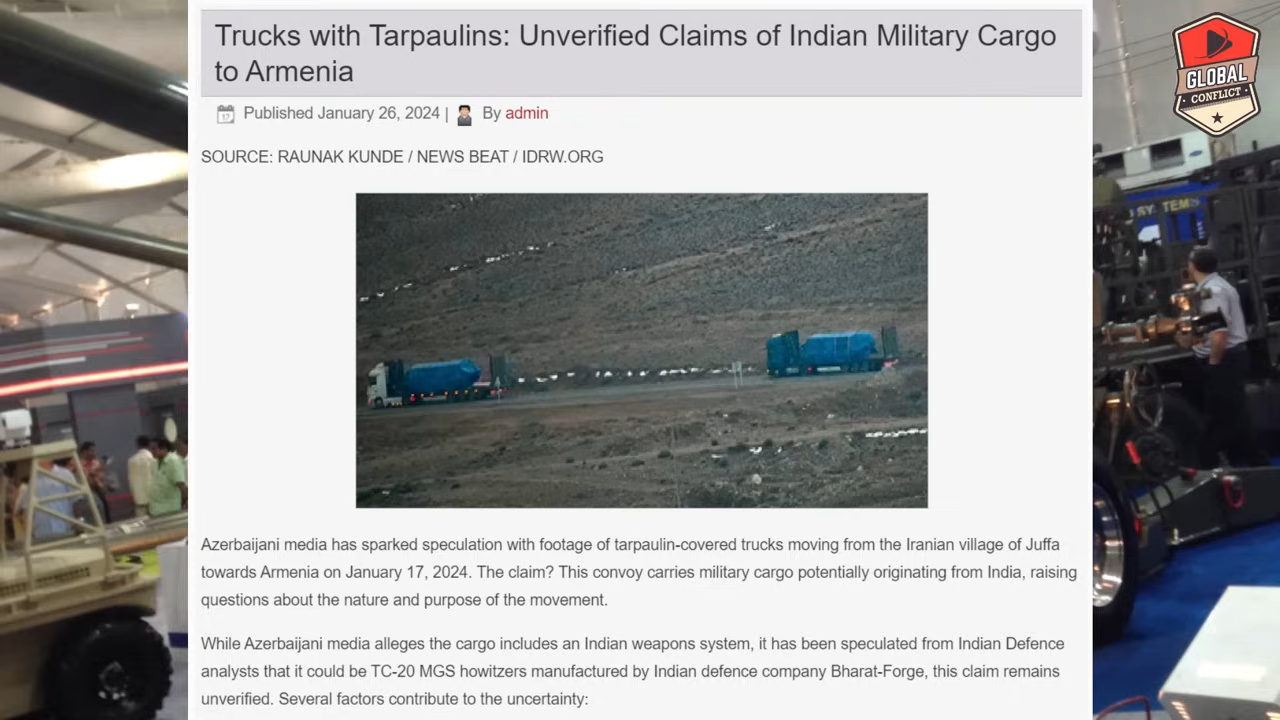 Trucks with Tarpaulins: Unverified Claims of Indian Military Cargo
to Armenia
Published January 26, 2024 | By admin
SOURCE: RAUNAK KUNDE / NEWS BEAT / IDRW.ORG
Azerbaijani media has sparked speculation with footage of tarpaulin-covered trucks moving from the Iranian village of Juffa
towards Armenia on January 17, 2024. The claim? This convoy carries military cargo potentially originating from India, raising
questions about the nature and purpose of the movement.
While Azerbaijani media alleges the cargo includes an Indian weapons system, it has been speculated from Indian Defence
analysts that it could be TC-20 MGS howitzers manufactured by Indian defence company Bharat-Forge, this claim remains
unverified. Several factors contribute to the uncertainty:
GLOBAL
CONFLICT